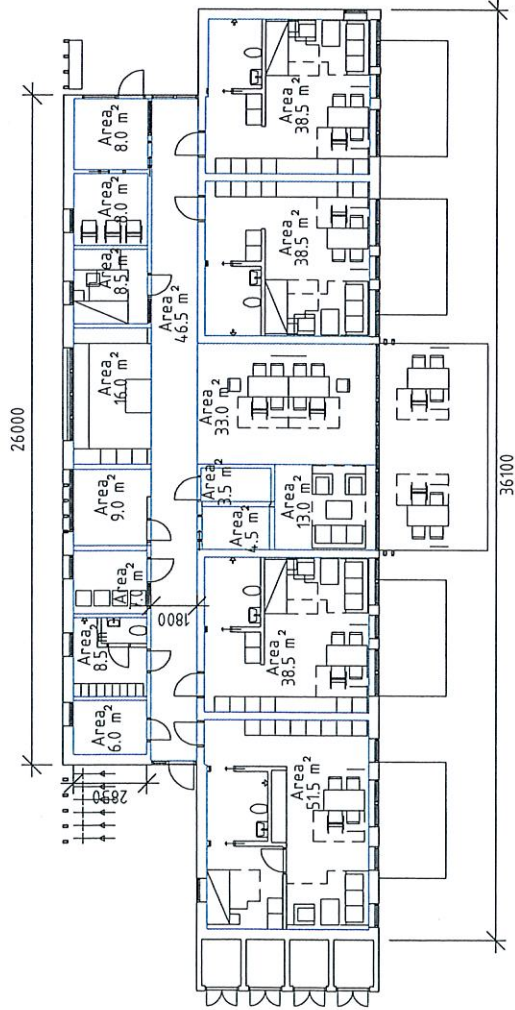 26000
Area
8.0 m²
Area
8.0 m²
Area
8.5 m²
Area
16.0 m²
Area
9.0 m²
Area
7.0
Area
8.5 m²
Area
6.0 m²
2890
1800
Area
46.5 m²
Area
38.5 m²
Area
38.5 m²
Area
33.0 m²
Area
3.5 m²
Area
4.5 m²
Area
13.0 m²
Area
38.5 m²
Area
51.5 m²
36100